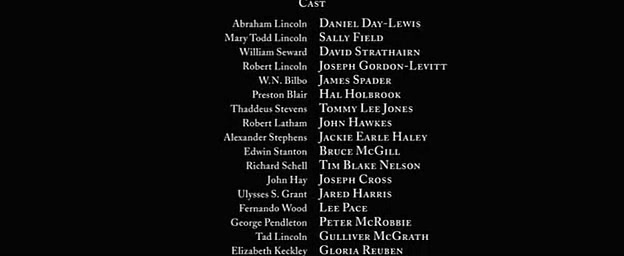 Cast
Abraham Lincoln Daniel Day-Lewis
Mary Todd Lincoln Sally Field
William Seward David Strathairn
Robert Lincoln Joseph Gordon-Levitt
W.N. Bilbo James Spader
Preston Blair Hal Holbrook
Thaddeus Stevens Tommy Lee Jones
Robert Latham John Hawkes
Alexander Stephens Jackie Earle Haley
Edwin Stanton Bruce McGill
Richard Schell Tim Blake Nelson
John Hay Joseph Cross
Ulysses S. Grant Jared Harris
Fernando Wood Lee Pace
George Pendleton Peter McRobbie
Tad Lincoln Gulliver McGrath
Elizabeth Keckley Gloria Reuben